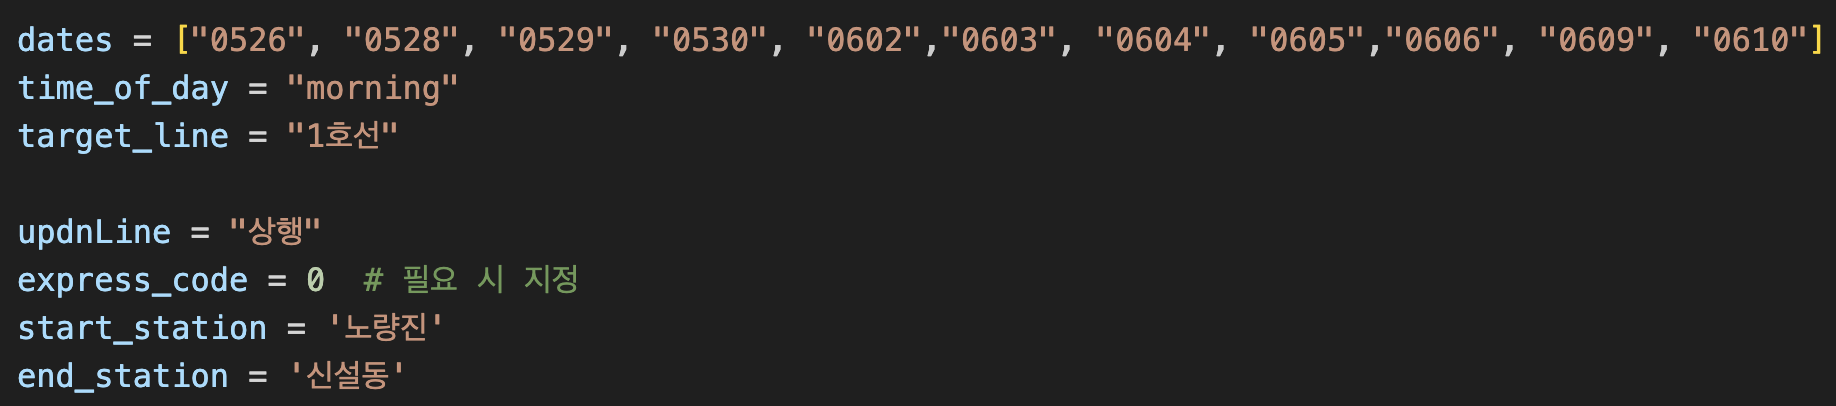 dates = ["0526", "0528", "0529", "0530", "0602","0603", "0604", "0605","0606", "0609", "0610"]
time_of_day = "morning"
target_line = "1호선"
updnLine = "상행"
express_code = 0  # 필요 시 지정
start_station = '노량진'
end_station = '신설동'